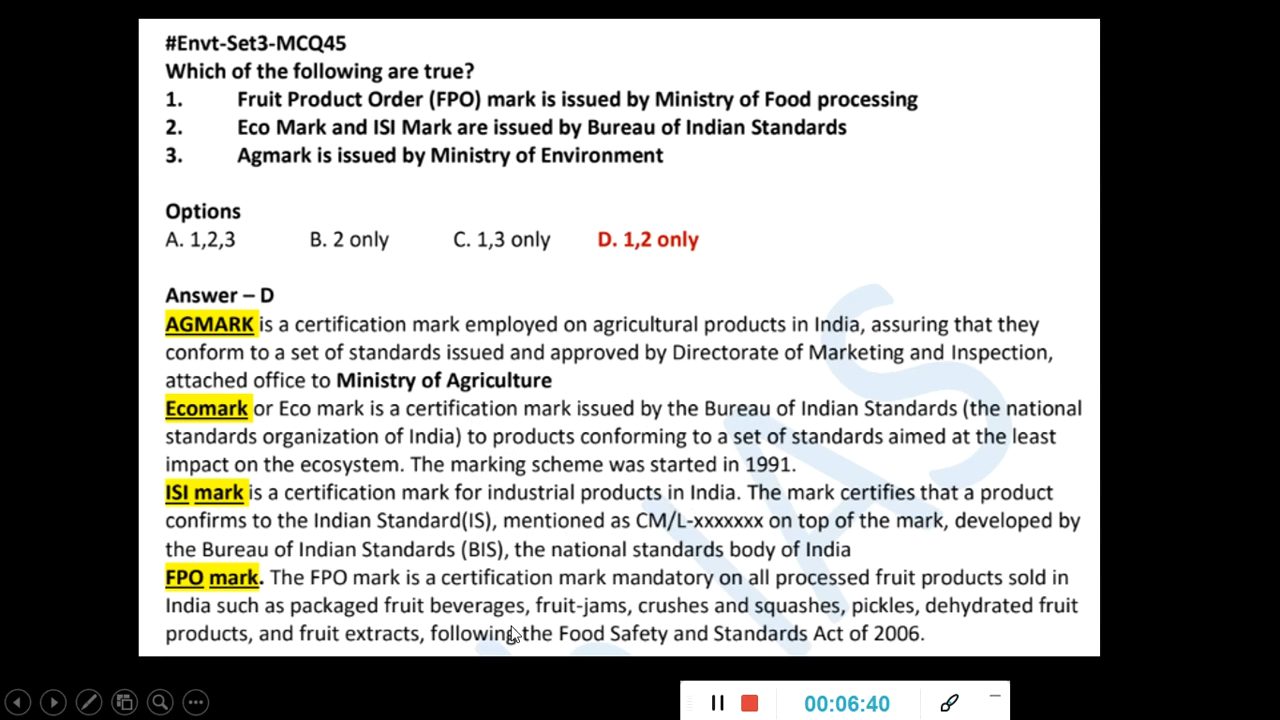 #Envt-Set3-MCQ45
Which of the following are true?
1. Fruit Product Order (FPO) mark is issued by Ministry of Food processing
2. Eco Mark and ISI Mark are issued by Bureau of Indian Standards
3. Agmark is issued by Ministry of Environment
Options
A. 1,2,3 B. 2 only C. 1,3 only D. 1,2 only
Answer – D
AGMARK is a certification mark employed on agricultural products in India, assuring that they
conform to a set of standards issued and approved by Directorate of Marketing and Inspection,
attached office to Ministry of Agriculture
Ecomark or Eco mark is a certification mark issued by the Bureau of Indian Standards (the national
standards organization of India) to products conforming to a set of standards aimed at the least
impact on the ecosystem. The marking scheme was started in 1991.
ISI mark is a certification mark for industrial products in India. The mark certifies that a product
confirms to the Indian Standard(IS), mentioned as CM/L-xxxxxxx on top of the mark, developed by
the Bureau of Indian Standards (BIS), the national standards body of India
FPO mark. The FPO mark is a certification mark mandatory on all processed fruit products sold in
India such as packaged fruit beverages, fruit-jams, crushes and squashes, pickles, dehydrated fruit
products, and fruit extracts, following the Food Safety and Standards Act of 2006.
00:06:40